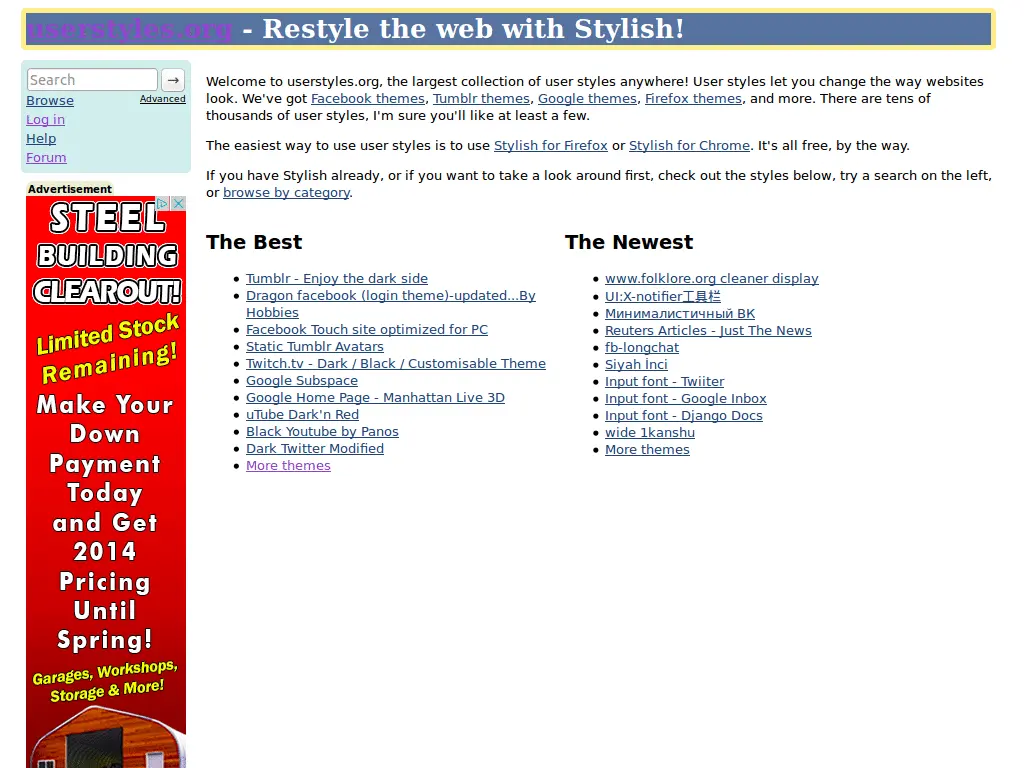 userstyles.org - Restyle the web with Stylish!
Search →
Browse Advanced
Log in
Help
Forum
Advertisement
STEEL
BUILDING
CLEAROUT!
Limited Stock
Remaining!
Make Your
Down
Payment
Today
and Get
2014
Pricing
Until
Spring!
Garages, Workshops,
Storage & More!
Welcome to userstyles.org, the largest collection of user styles anywhere! User styles let you change the way websites
look. We've got Facebook themes, Tumblr themes, Google themes, Firefox themes, and more. There are tens of
thousands of user styles, I'm sure you'll like at least a few.
The easiest way to use user styles is to use Stylish for Firefox or Stylish for Chrome. It's all free, by the way.
If you have Stylish already, or if you want to take a look around first, check out the styles below, try a search on the left,
or browse by category.
The Best
Tumblr - Enjoy the dark side
Dragon facebook (login theme)-updated...By
Hobbies
Facebook Touch site optimized for PC
Static Tumblr Avatars
Twitch.tv - Dark / Black / Customisable Theme
Google Subspace
Google Home Page - Manhattan Live 3D
uTube Dark'n Red
Black Youtube by Panos
Dark Twitter Modified
More themes
The Newest
www.folklore.org cleaner display
UI:X-notifier工具栏
Минималистичный ВК
Reuters Articles - Just The News
fb-longchat
Siyah İnci
Input font - Twiiter
Input font - Google Inbox
Input font - Django Docs
wide 1kanshu
More themes